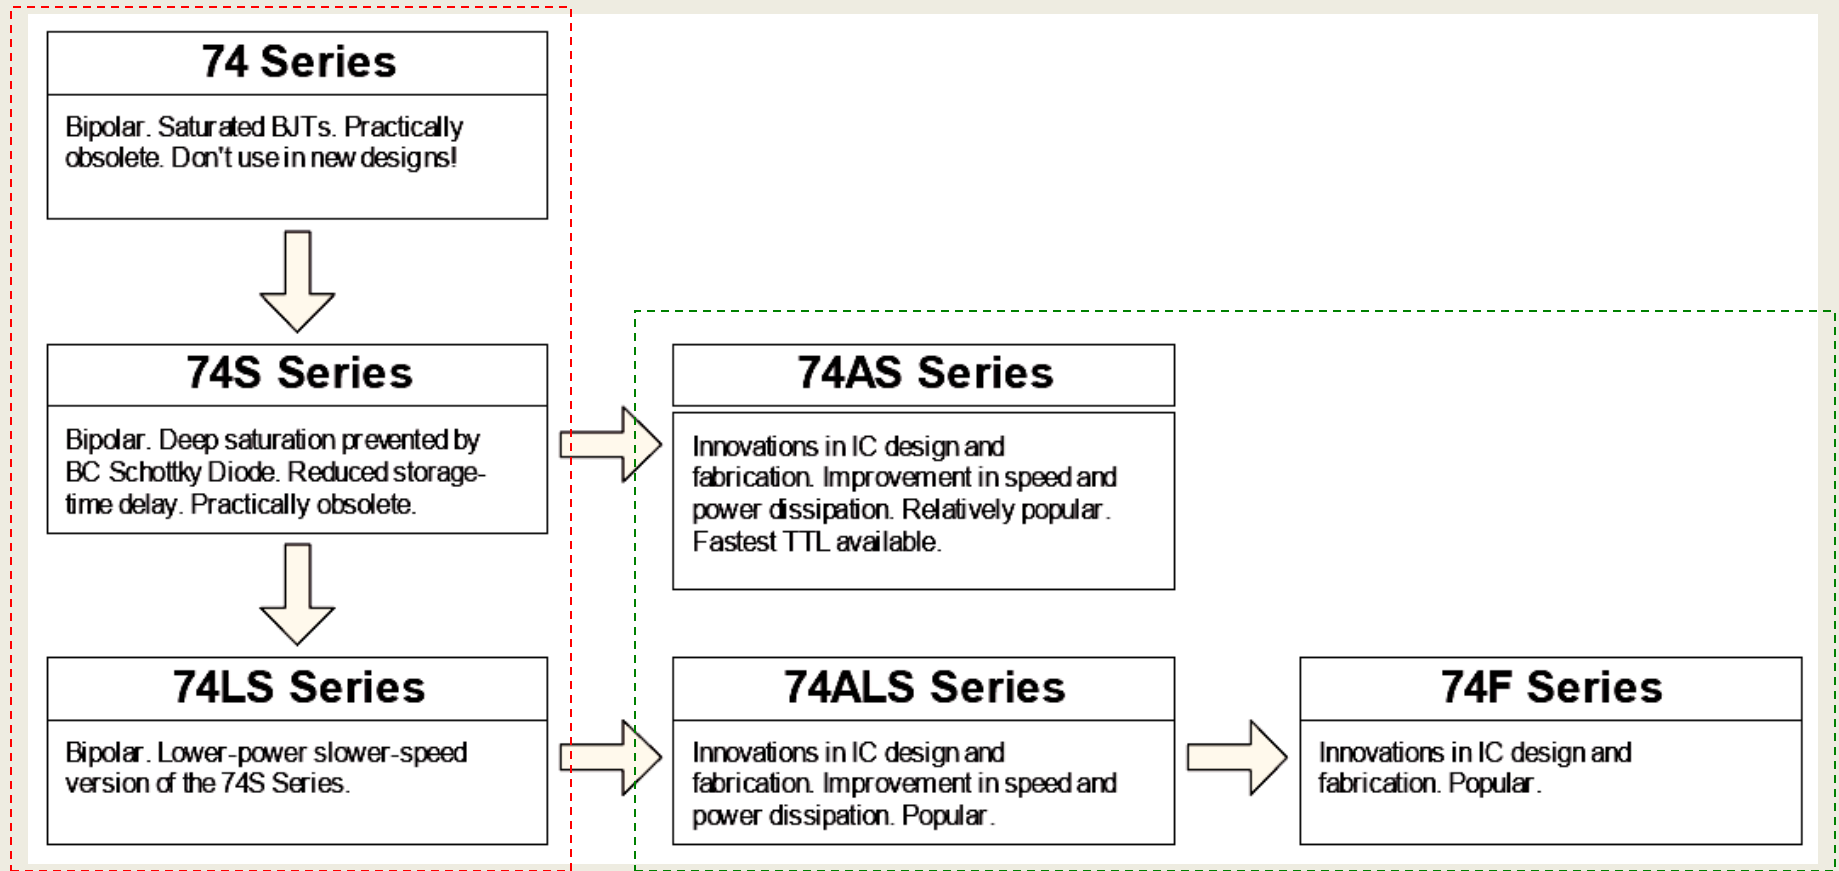 74 Series
Bipolar. Saturated BJTs. Practically
obsolete. Don't use in new designs!
74S Series
Bipolar. Deep saturation prevented by
BC Schottky Diode. Reduced storage-
time delay. Practically obsolete.
74AS Series
Innovations in IC design and
fabrication. Improvement in speed and
power dissipation. Relatively popular.
Fastest TTL available.
74LS Series
Bipolar. Lower-power slower-speed
version of the 74S Series.
74ALS Series
Innovations in IC design and
fabrication. Improvement in speed and
power dissipation. Popular.
74F Series
Innovations in IC design and
fabrication. Popular.